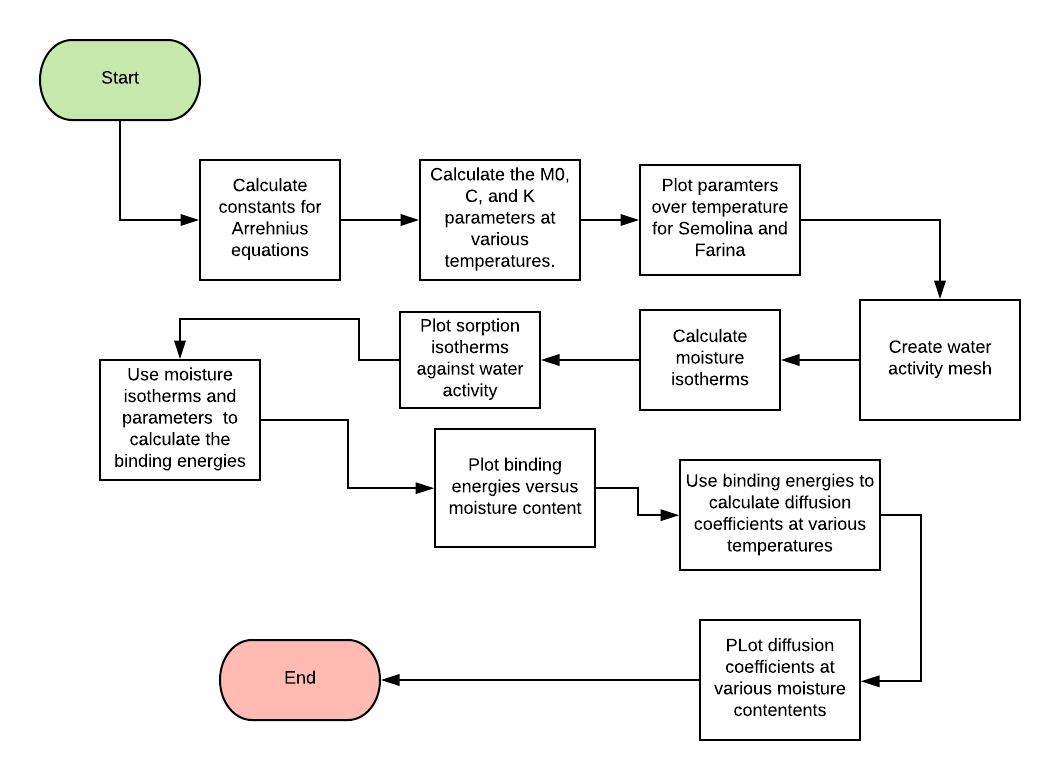 Start
Calculate
constants for
Arrehnius
equations
Calculate the M0,
C, and K
parameters at
various
temperatures.
Plot paramters
over temperature
for Semolina and
Farina
Create water
activity mesh
Calculate
moisture
isotherms
Plot sorption
isotherms
against water
activity
Use moisture
isotherms and
parameters  to
calculate the
binding energies
Plot binding
energies versus
moisture content
Use binding energies to
calculate diffusion
coefficients at various
temperatures
PLot diffusion
coefficients at
various moisture
contentents
End